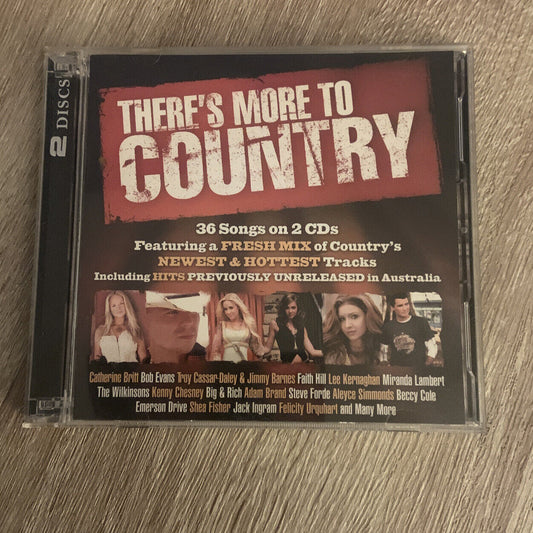 2 DISCS
THERE'S MORE TO
COUNTRY
36 Songs on 2 CDs
Featuring a FRESH MIX of Country's
NEWEST & HOTTEST Tracks
Including HITS PREVIOUSLY UNRELEASED in Australia
Catherine Britt Bob Evans Troy Cassar-Daley & Jimmy Barnes Faith Hill Lee Kernaghan Miranda Lambert
The Wilkinsons Kenny Chesney Big & Rich Adam Brand Steve Forde Aleyce Simmonds Beccy Cole
Emerson Drive Shea Fisher Jack Ingram Felicity Urquhart and Many More